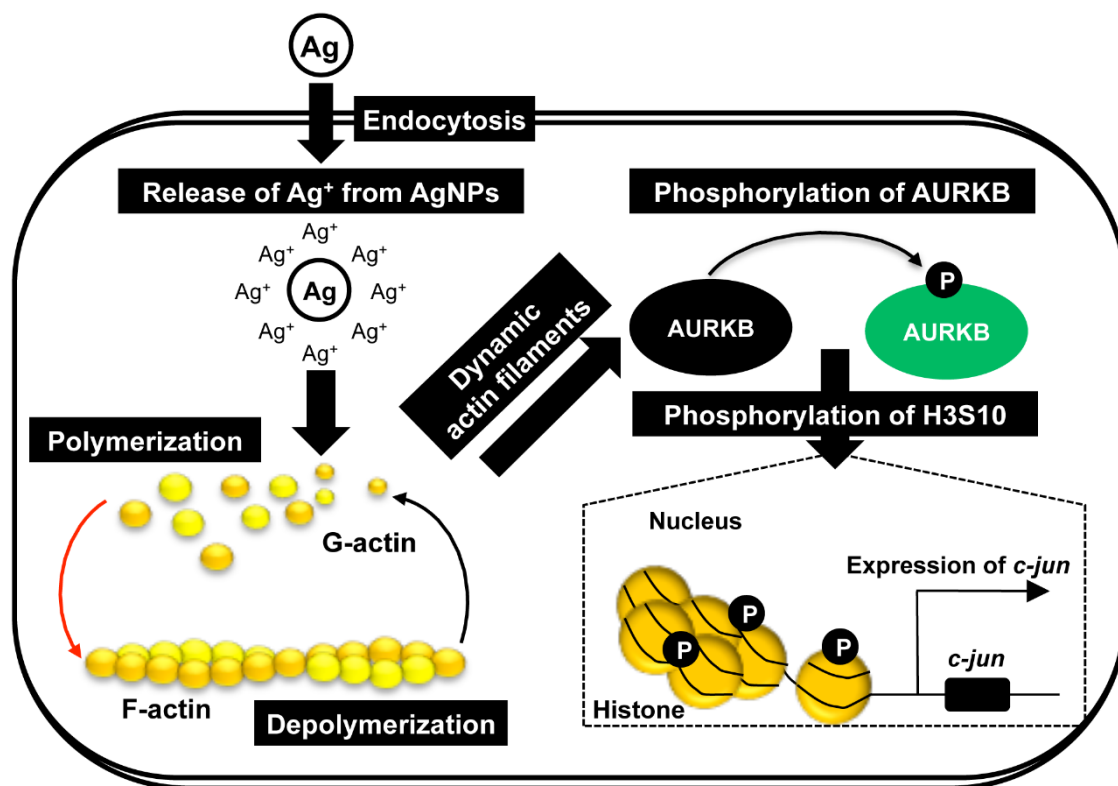 Ag
Endocytosis
Release of Ag⁺ from AgNPs
Ag⁺
Ag⁺ Ag⁺
Ag⁺ Ag Ag⁺
Ag⁺ Ag⁺
Ag⁺
Polymerization
G-actin
F-actin
Depolymerization
Dynamic
actin filaments
Phosphorylation of AURKB
P
AURKB
AURKB
Phosphorylation of H3S10
Nucleus
Expression of c-jun
P
P
P
c-jun
Histone